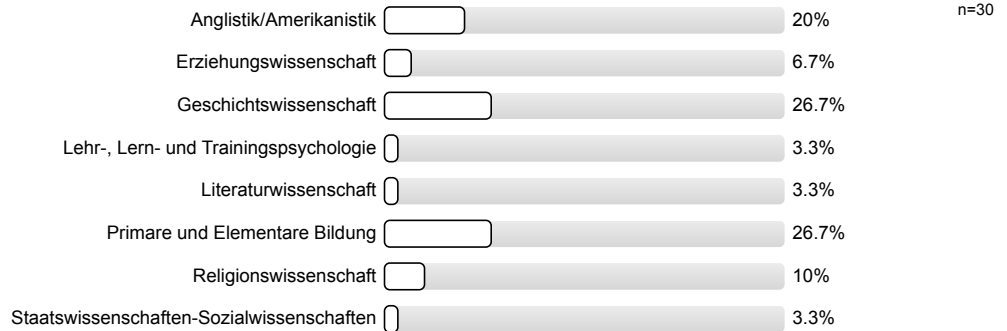 Anglistik/Amerikanistik 20% n=30
Erziehungswissenschaft 6.7%
Geschichtswissenschaft 26.7%
Lehr-, Lern- und Trainingspsychologie 3.3%
Literaturwissenschaft 3.3%
Primare und Elementare Bildung 26.7%
Religionswissenschaft 10%
Staatswissenschaften-Sozialwissenschaften 3.3%